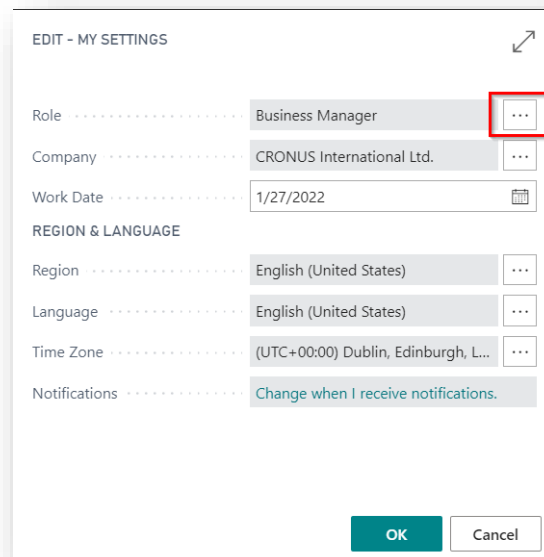 EDIT - MY SETTINGS
Role Business Manager ...
Company CRONUS International Ltd. ...
Work Date 1/27/2022
REGION & LANGUAGE
Region English (United States) ...
Language English (United States) ...
Time Zone (UTC+00:00) Dublin, Edinburgh, L... ...
Notifications Change when I receive notifications.
OK Cancel